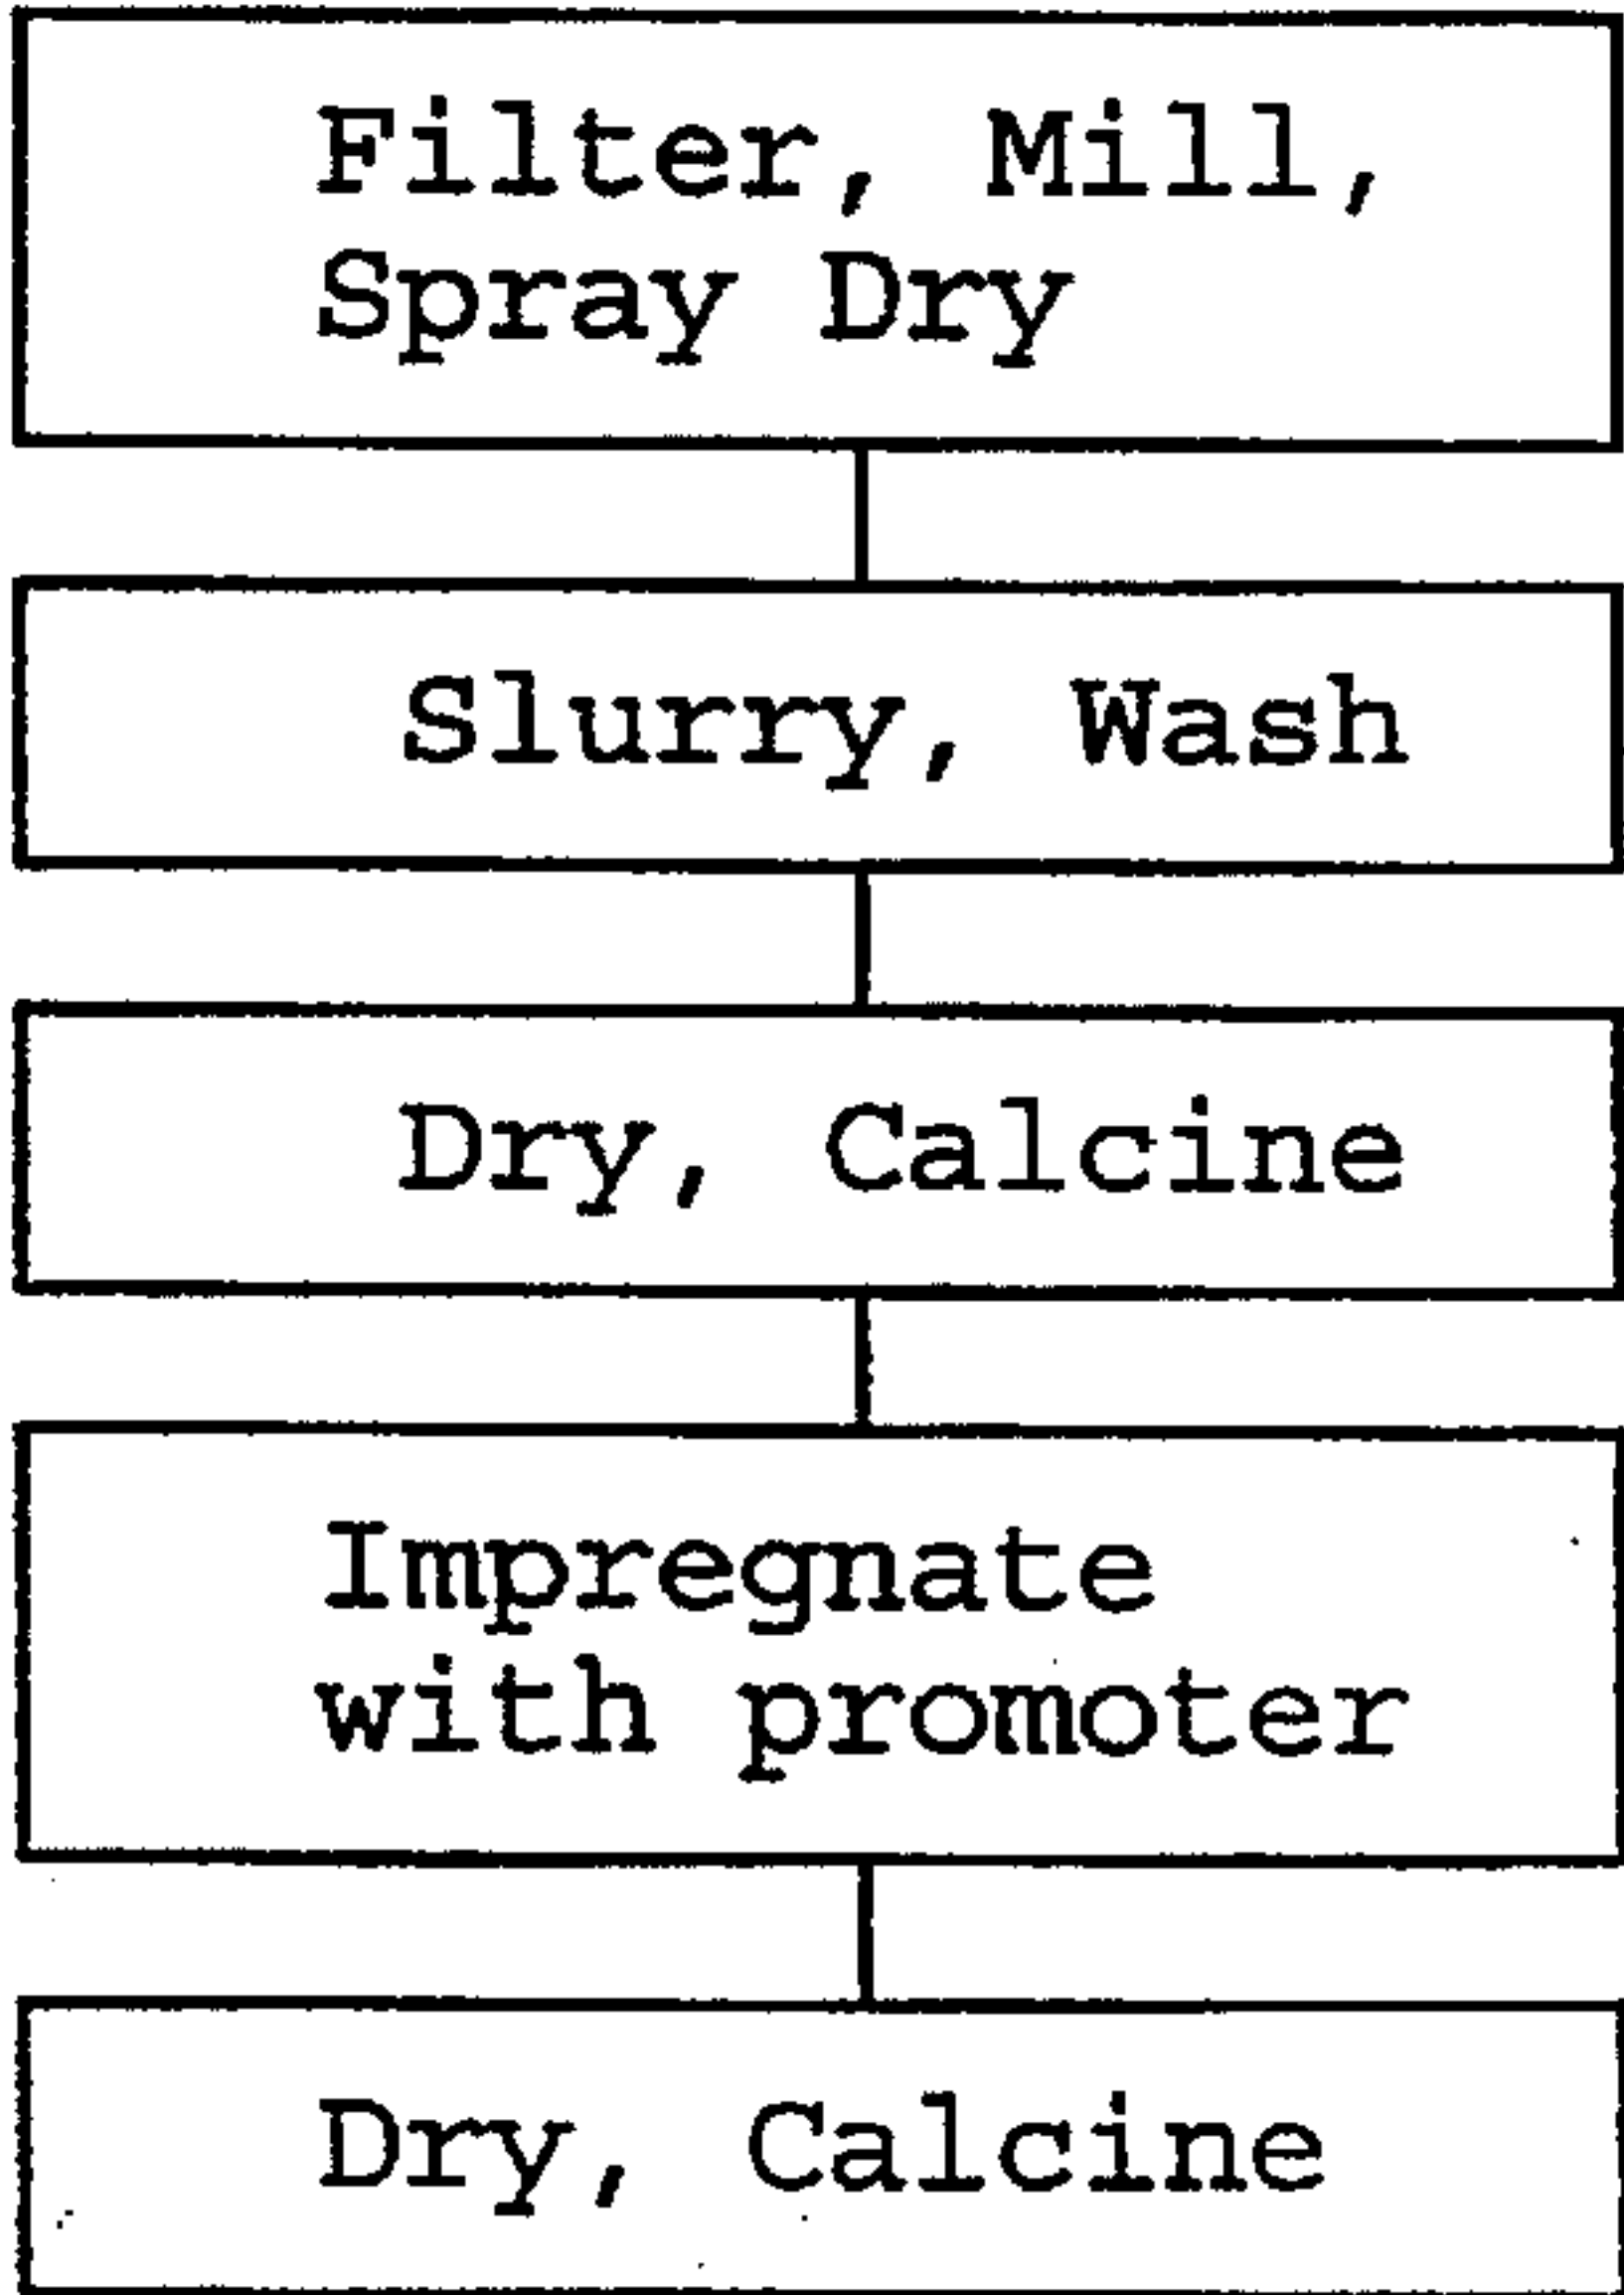 Filter, Mill,
Spray Dry
Slurry, Wash
Dry, Calcine
Impregnate
with promoter
Dry, Calcine